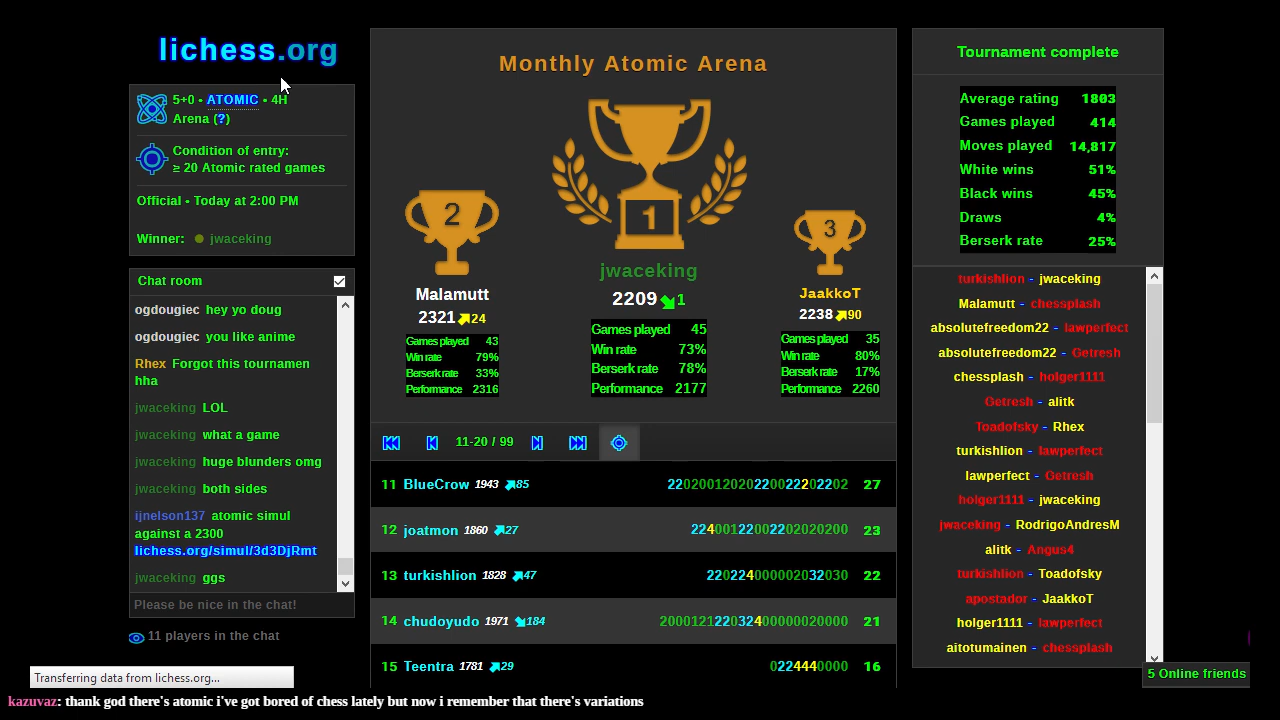 lichess.org
5+0 • ATOMIC • 4H
Arena (?)
Condition of entry:
≥ 20 Atomic rated games
Official • Today at 2:00 PM
Winner: jwaceking
Chat room
ogdougiec hey yo doug
ogdougiec you like anime
Rhex Forgot this tournamen
hha
jwaceking LOL
jwaceking what a game
jwaceking huge blunders omg
jwaceking both sides
ijnelson137 atomic simul
against a 2300
lichess.org/simul/3d3DjRmt
jwaceking ggs
Please be nice in the chat!
11 players in the chat
Transferring data from lichess.org...
Monthly Atomic Arena
2
1
3
Malamutt
2321 24
Games played 43
Win rate 79%
Berserk rate 33%
Performance 2316
jwaceking
2209 1
Games played 45
Win rate 73%
Berserk rate 78%
Performance 2177
JaakkoT
2238 90
Games played 35
Win rate 80%
Berserk rate 17%
Performance 2260
11-20 / 99
11 BlueCrow 1943 85 22020012020220022202202 27
12 joatmon 1860 27 22400122002202020200 23
13 turkishlion 1828 47 220224000002032030 22
14 chudoyudo 1971 184 200012122032400000020000 21
15 Teentra 1781 29 0224440000 16
Tournament complete
Average rating 1803
Games played 414
Moves played 14,817
White wins 51%
Black wins 45%
Draws 4%
Berserk rate 25%
turkishlion - jwaceking
Malamutt - chessplash
absolutefreedom22 - lawperfect
absolutefreedom22 - Getresh
chessplash - holger1111
Getresh - alitk
Toadofsky - Rhex
turkishlion - lawperfect
lawperfect - Getresh
holger1111 - jwaceking
jwaceking - RodrigoAndresM
alitk - Angus4
turkishlion - Toadofsky
apostador - JaakkoT
holger1111 - lawperfect
aitotumainen - chessplash
5 Online friends
kazuvaz: thank god there's atomic i've got bored of chess lately but now i remember that there's variations